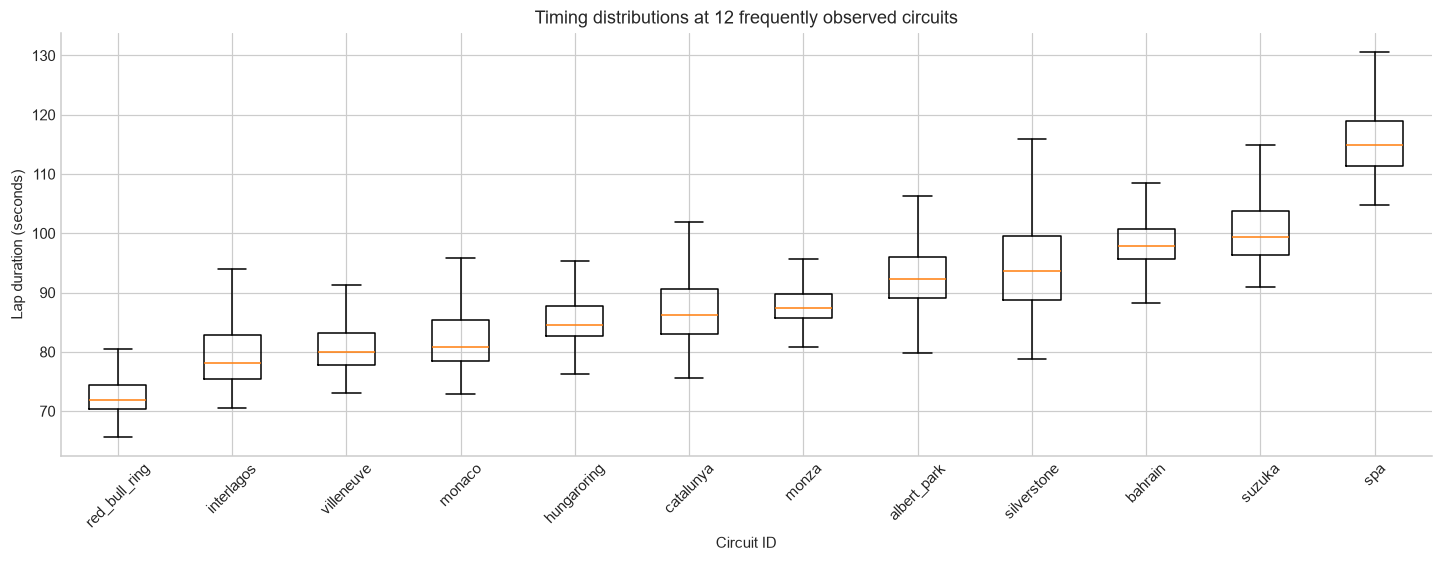 Timing distributions at 12 frequently observed circuits
Lap duration (seconds)
130
120
110
100
90
80
70
red_bull_ring
interlagos
villeneuve
monaco
hungaroring
catalunya
monza
albert_park
silverstone
bahrain
suzuka
spa
Circuit ID